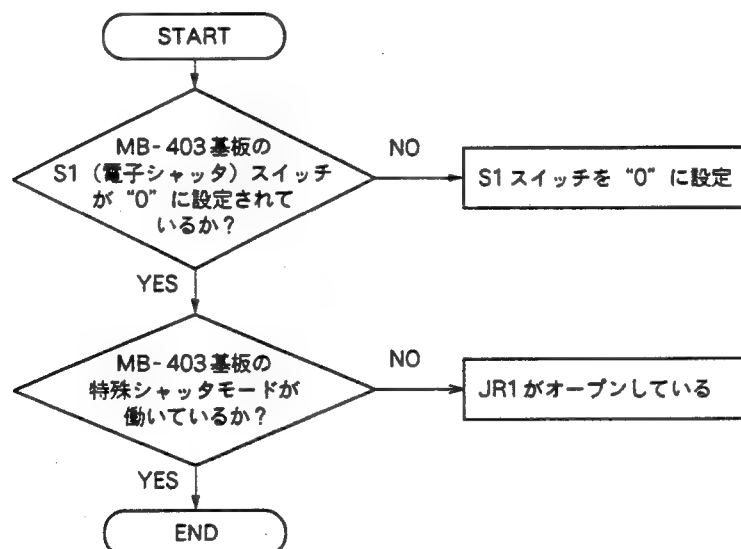 START
MB-403基板の
S1（電子シャッタ）スイッチ
が“0”に設定されて
いるか？
NO
S1スイッチを“0”に設定
YES
MB-403基板の
特殊シャッタモードが
働いているか？
NO
JR1がオープンしている
YES
END